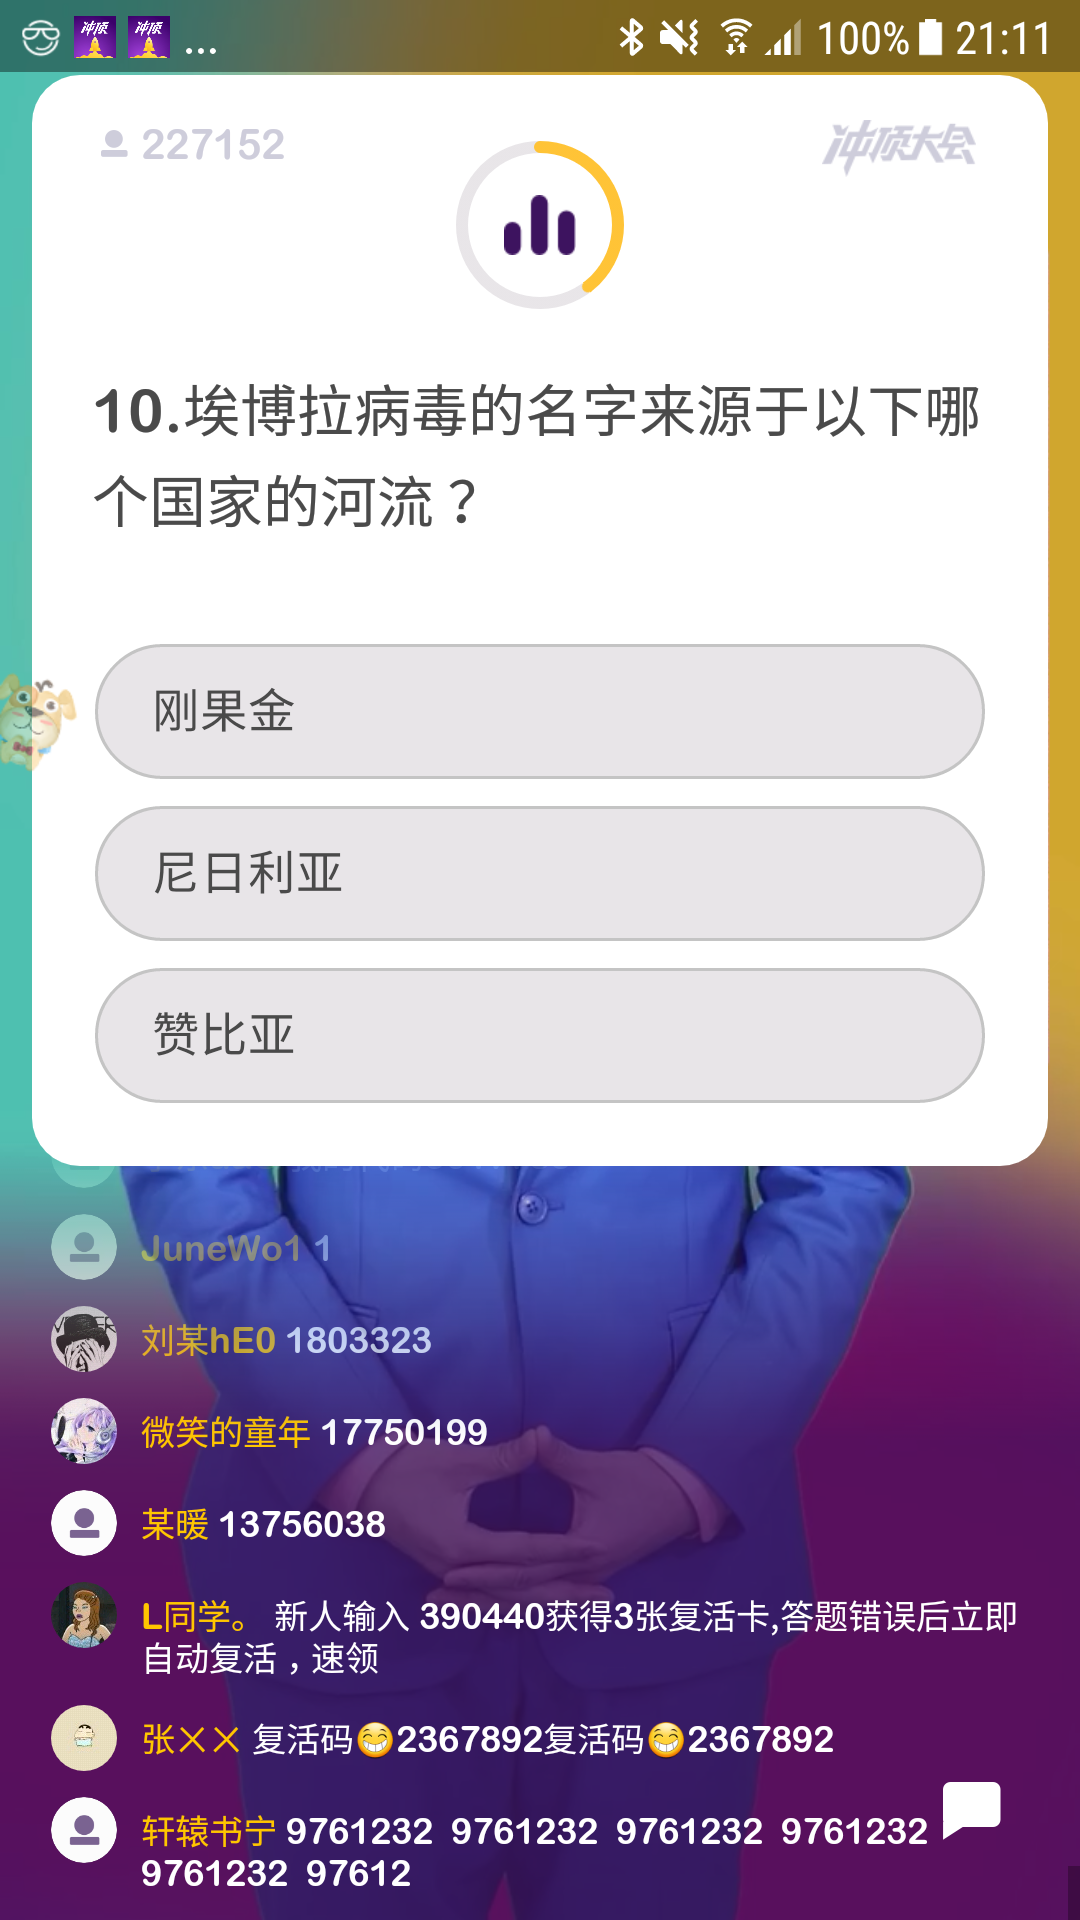 冲顶 冲顶 ... 100% 21:11
227152 冲顶大会
10.埃博拉病毒的名字来源于以下哪
个国家的河流？
刚果金
尼日利亚
赞比亚
JuneWo1 1
刘某hE0 1803323
微笑的童年 17750199
某暖 13756038
L同学。 新人输入 390440获得3张复活卡,答题错误后立即
自动复活，速领
张×× 复活码😁2367892复活码😁2367892
轩辕书宁 9761232 9761232 9761232 9761232
9761232 97612